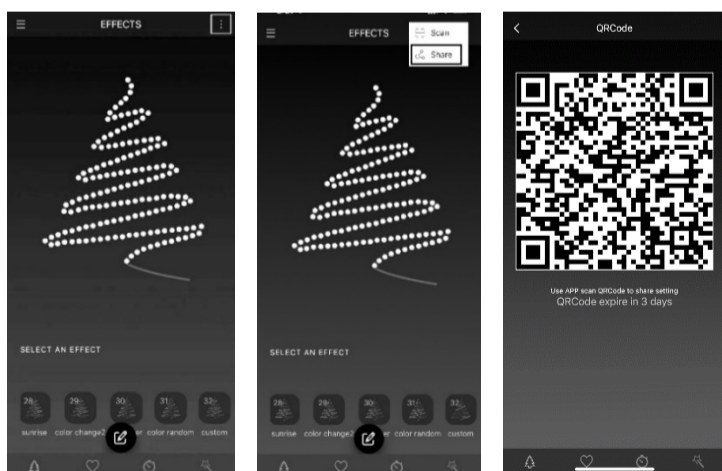 EFFECTS
SELECT AN EFFECT
28-
29-
30-
31-
32-
sunrise
color change2
er
color random
custom
EFFECTS
Scan
Share
SELECT AN EFFECT
28-
29-
30-
31-
32-
sunrise
color change2
er
color random
custom
QRCode
Use APP scan QRCode to share setting
QRCode expire in 3 days